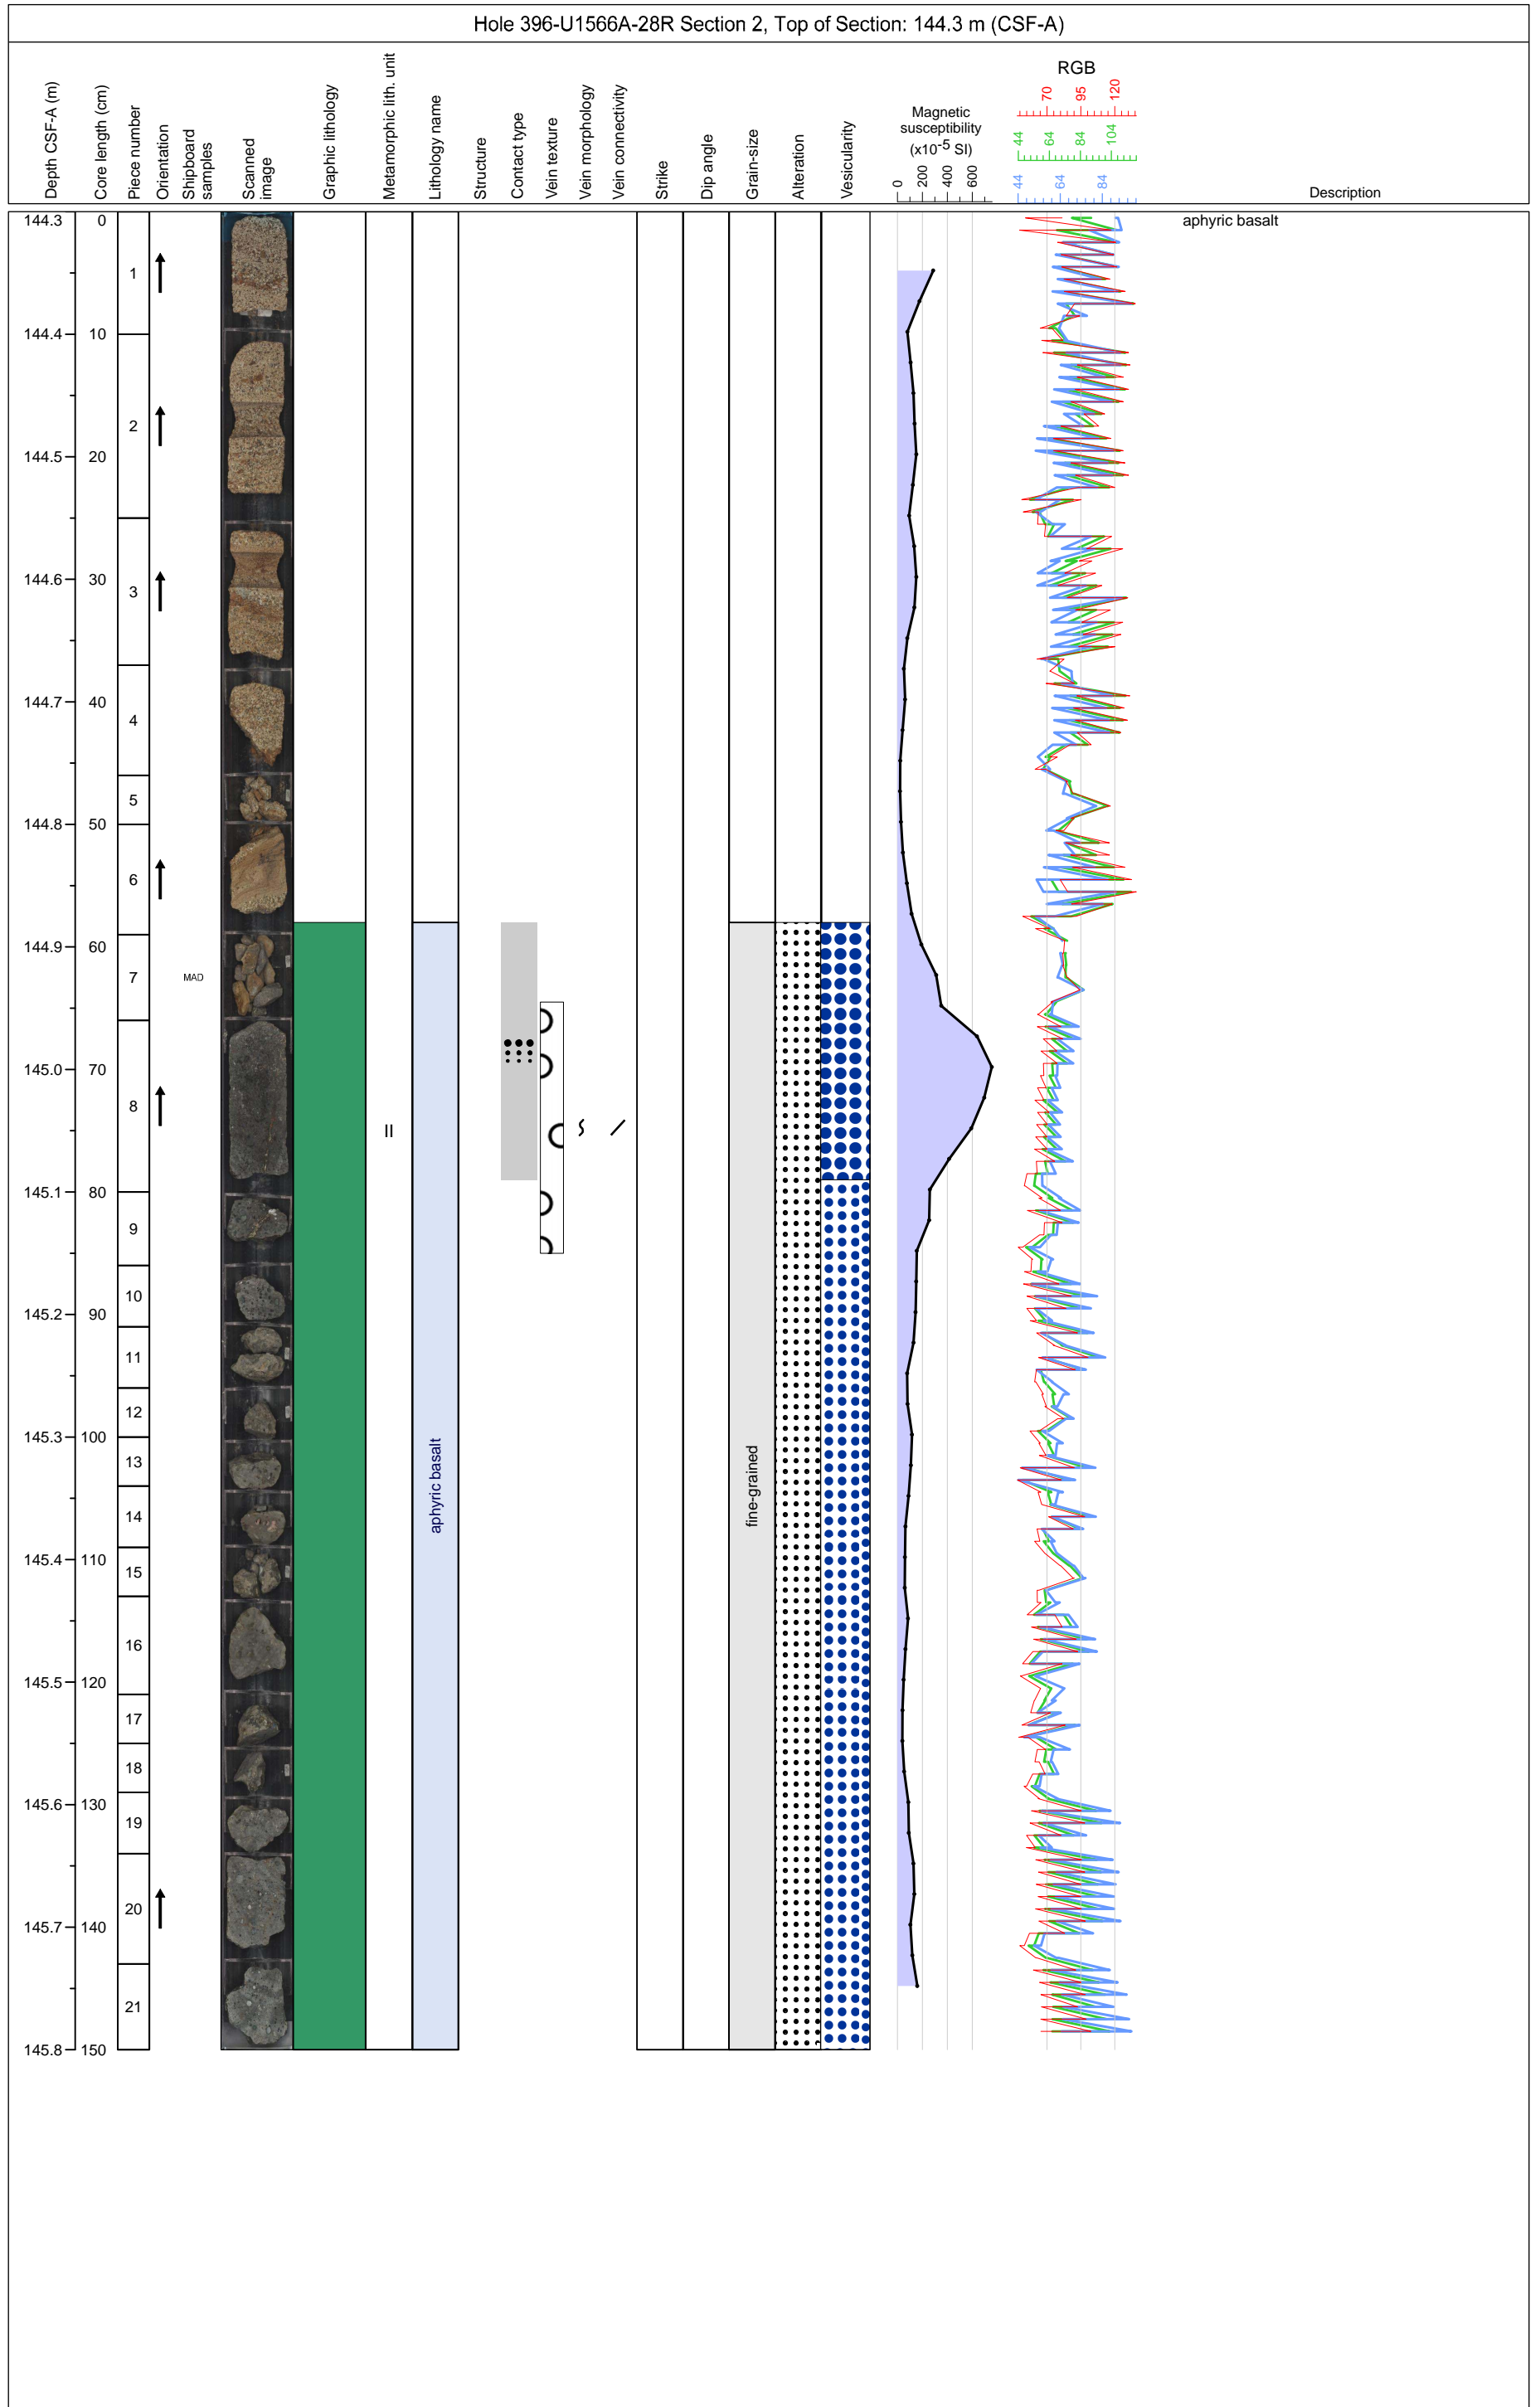 Hole 396-U1566A-28R Section 2, Top of Section: 144.3 m (CSF-A)
Depth CSF-A (m)
Core length (cm)
Piece number
Orientation
Shipboard
samples
Scanned
image
Graphic lithology
Metamorphic lith. unit
Lithology name
Structure
Contact type
Vein texture
Vein morphology
Vein connectivity
Strike
Dip angle
Grain-size
Alteration
Vesicularity
Magnetic
susceptibility
(x10-5 SI)
0 200 400 600
RGB
70 95 120
44 64 84 104
44 64 84
Description
144.3 0
aphyric basalt
1
144.4 10
2
144.5 20
30
144.6
3
144.7 40
4
5
144.8 50
6
144.9 60
7 MAD
145.0 70
8
II
145.1 80
9
10
145.2 90
11
12
145.3 100
13
14
aphyric basalt
fine-grained
145.4 110
15
16
145.5 120
17
18
145.6 130
19
20
145.7 140
21
145.8 150